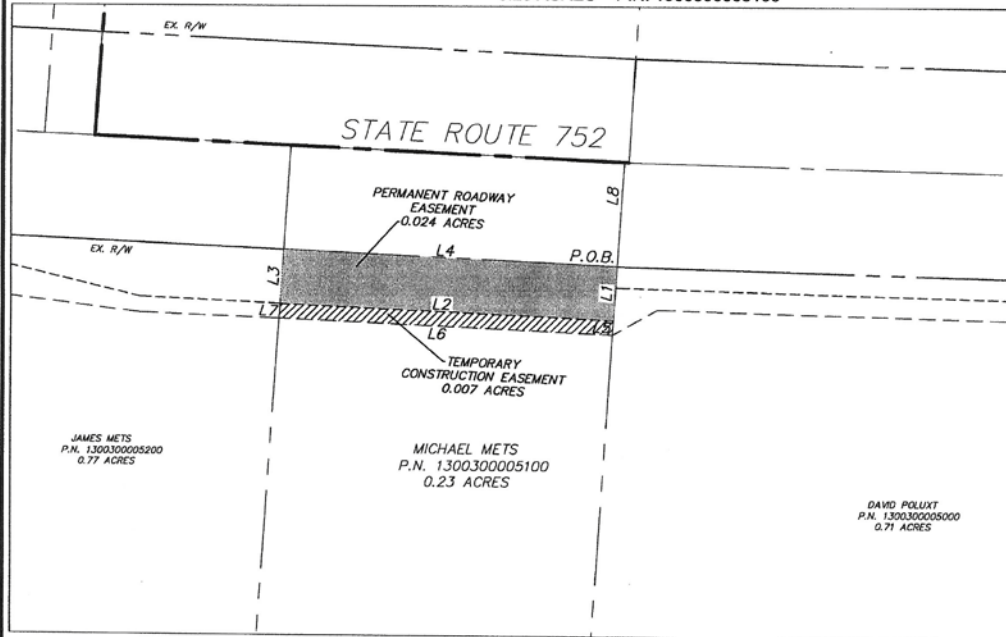 EX. R/W
STATE ROUTE 752
PERMANENT ROADWAY
EASEMENT
0.024 ACRES
L8
EX. R/W
L4
P.O.B.
L3
L1
L2
L7
L5
L6
TEMPORARY
CONSTRUCTION EASEMENT
0.007 ACRES
JAMES METS
P.N. 1300300005200
0.77 ACRES
MICHAEL METS
P.N. 1300300005100
0.23 ACRES
DAVID POLUXT
P.N. 1300300005000
0.71 ACRES